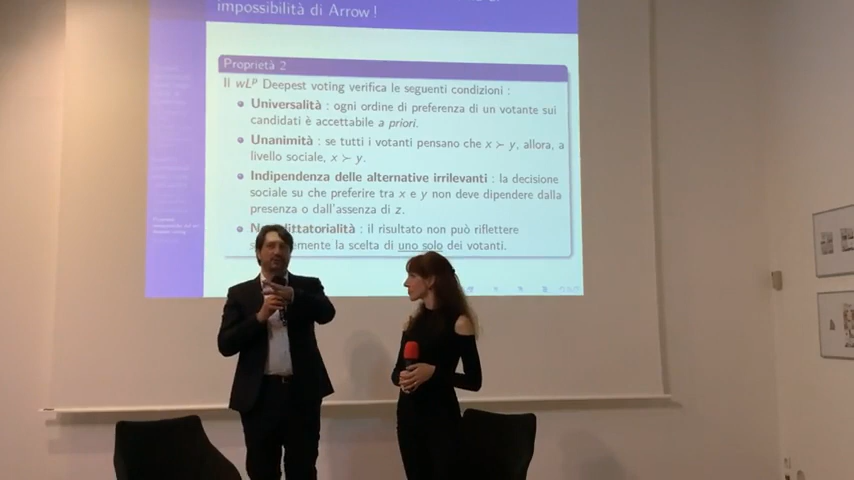 impossibilità di Arrow !
Proprietà 2
Il wLᵖ Deepest voting verifica le seguenti condizioni :
Universalità : ogni ordine di preferenza di un votante sui
candidati è accettabile a priori.
Unanimità : se tutti i votanti pensano che x ≻ y, allora, a
livello sociale, x ≻ y.
Indipendenza delle alternative irrilevanti : la decisione
sociale su che preferire tra x e y non deve dipendere dalla
presenza o dall'assenza di z.
dittatorialità : il risultato non può riflettere
la scelta di uno solo dei votanti.